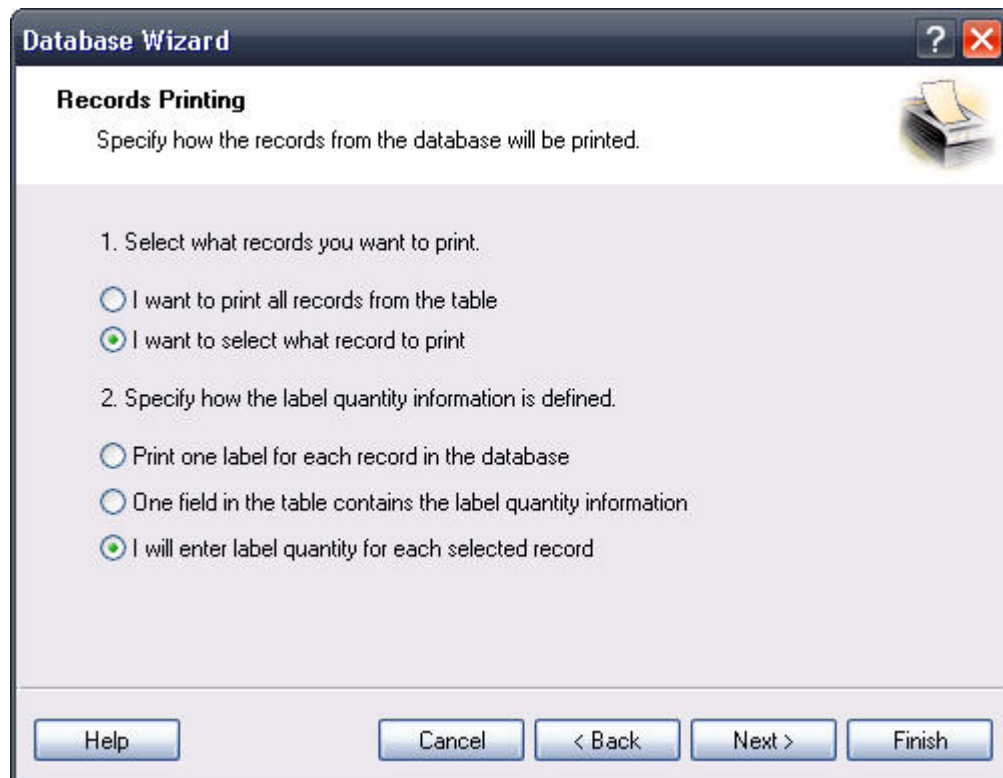 Database Wizard
?
Records Printing
Specify how the records from the database will be printed.
1. Select what records you want to print.
I want to print all records from the table
I want to select what record to print
2. Specify how the label quantity information is defined.
Print one label for each record in the database
One field in the table contains the label quantity information
I will enter label quantity for each selected record
Help Cancel < Back Next > Finish